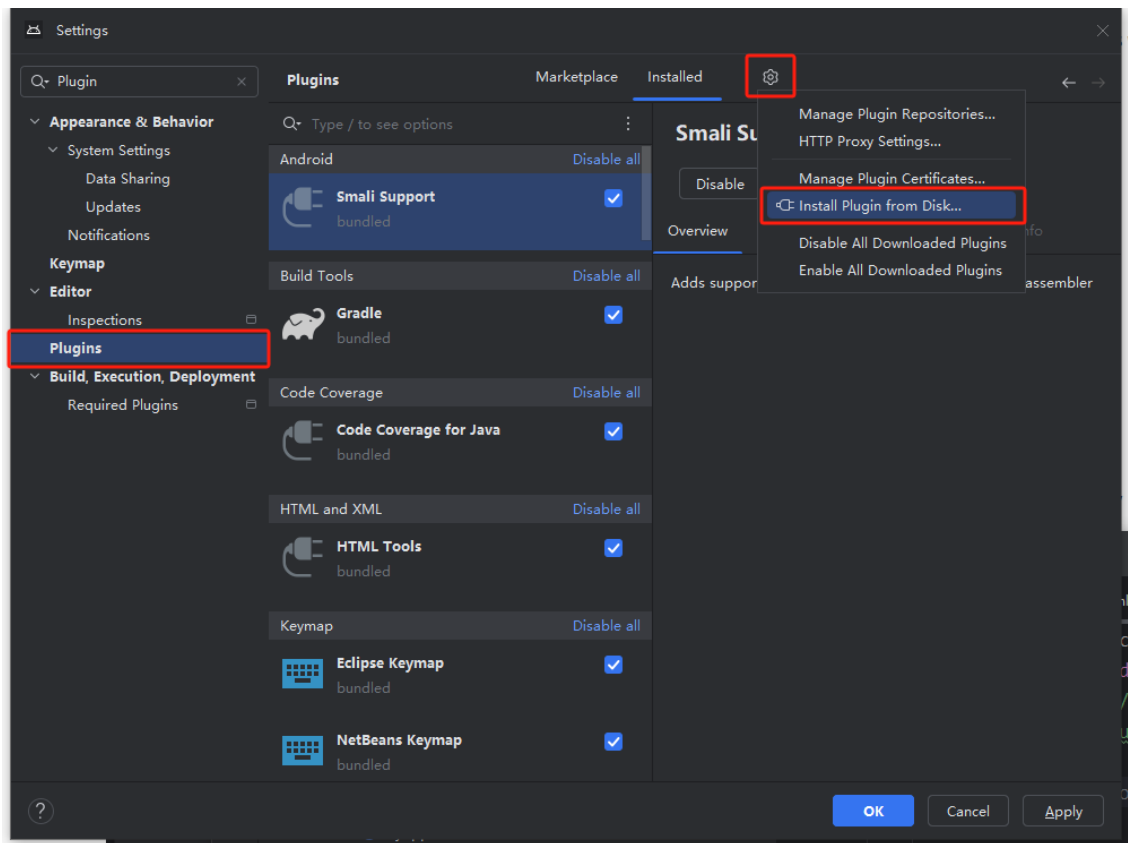 Settings
Plugin
Appearance & Behavior
System Settings
Data Sharing
Updates
Notifications
Keymap
Editor
Inspections
Plugins
Build, Execution, Deployment
Required Plugins
Plugins
Marketplace
Installed
Type / to see options
Android
Disable all
Smali Support
bundled
Build Tools
Disable all
Gradle
bundled
Code Coverage
Disable all
Code Coverage for Java
bundled
HTML and XML
Disable all
HTML Tools
bundled
Keymap
Disable all
Eclipse Keymap
bundled
NetBeans Keymap
bundled
Smali Su
Disable
Overview
Adds suppor
assembler
Manage Plugin Repositories...
HTTP Proxy Settings...
Manage Plugin Certificates...
Install Plugin from Disk...
Disable All Downloaded Plugins
Enable All Downloaded Plugins
?
OK
Cancel
Apply